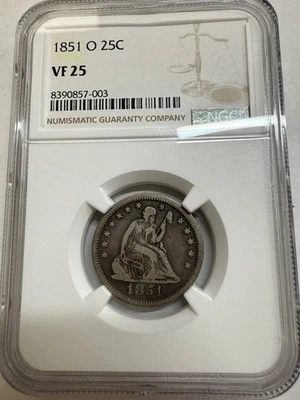 1851 O 25C
VF 25
8390857-003
NUMISMATIC GUARANTY COMPANY
NGC
1851